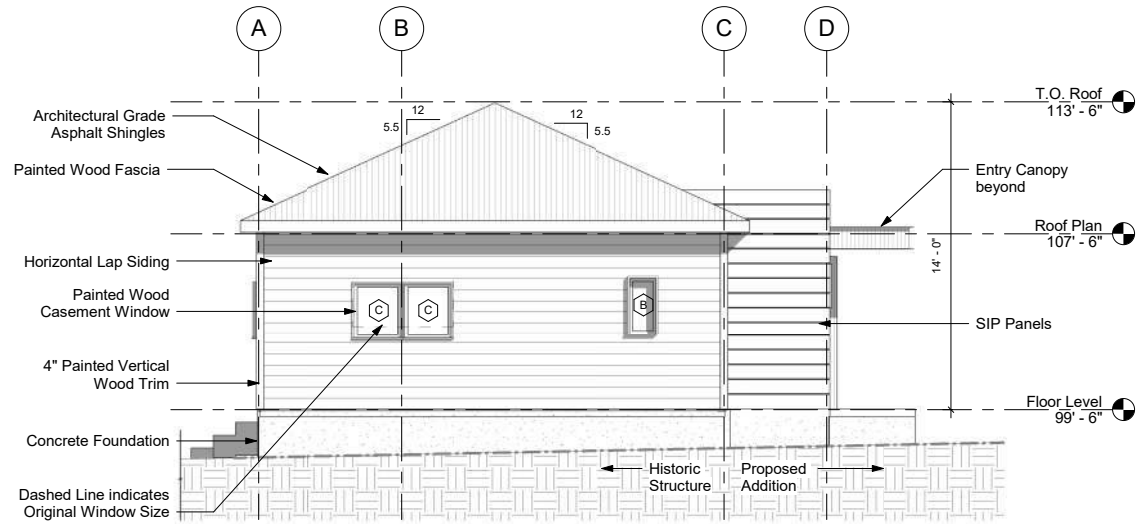 A
B
C
D
T.O. Roof
113' - 6"
Architectural Grade
Asphalt Shingles
12
5.5
12
5.5
Painted Wood Fascia
Entry Canopy
beyond
Roof Plan
107' - 6"
14' - 0"
Horizontal Lap Siding
Painted Wood
Casement Window
C
C
B
SIP Panels
4" Painted Vertical
Wood Trim
Floor Level
99' - 6"
Concrete Foundation
Historic
Structure
Proposed
Addition
Dashed Line indicates
Original Window Size